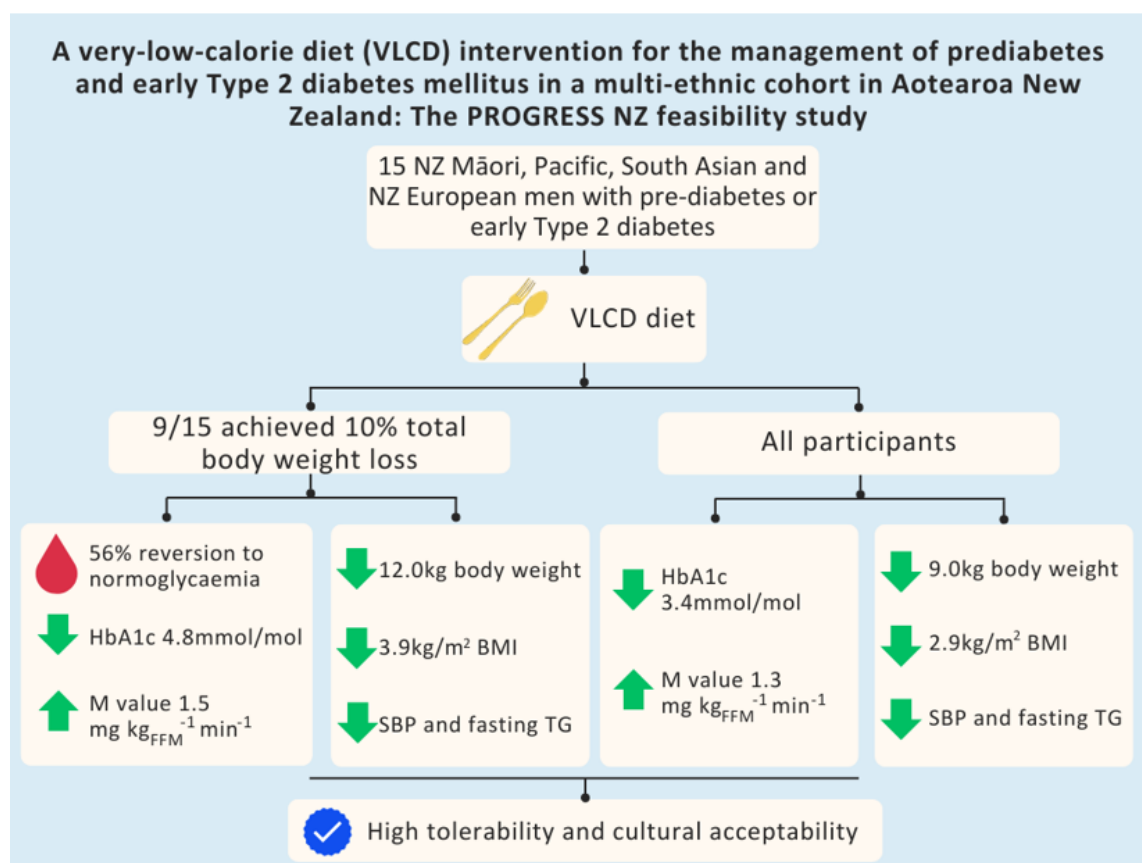 A very-low-calorie diet (VLCD) intervention for the management of prediabetes
and early Type 2 diabetes mellitus in a multi-ethnic cohort in Aotearoa New
Zealand: The PROGRESS NZ feasibility study
15 NZ Māori, Pacific, South Asian and
NZ European men with pre-diabetes or
early Type 2 diabetes
VLCD diet
9/15 achieved 10% total
body weight loss
All participants
56% reversion to
normoglycaemia
HbA1c 4.8mmol/mol
M value 1.5
mg kg_FFM⁻¹ min⁻¹
12.0kg body weight
3.9kg/m² BMI
SBP and fasting TG
HbA1c
3.4mmol/mol
M value 1.3
mg kg_FFM⁻¹ min⁻¹
9.0kg body weight
2.9kg/m² BMI
SBP and fasting TG
High tolerability and cultural acceptability